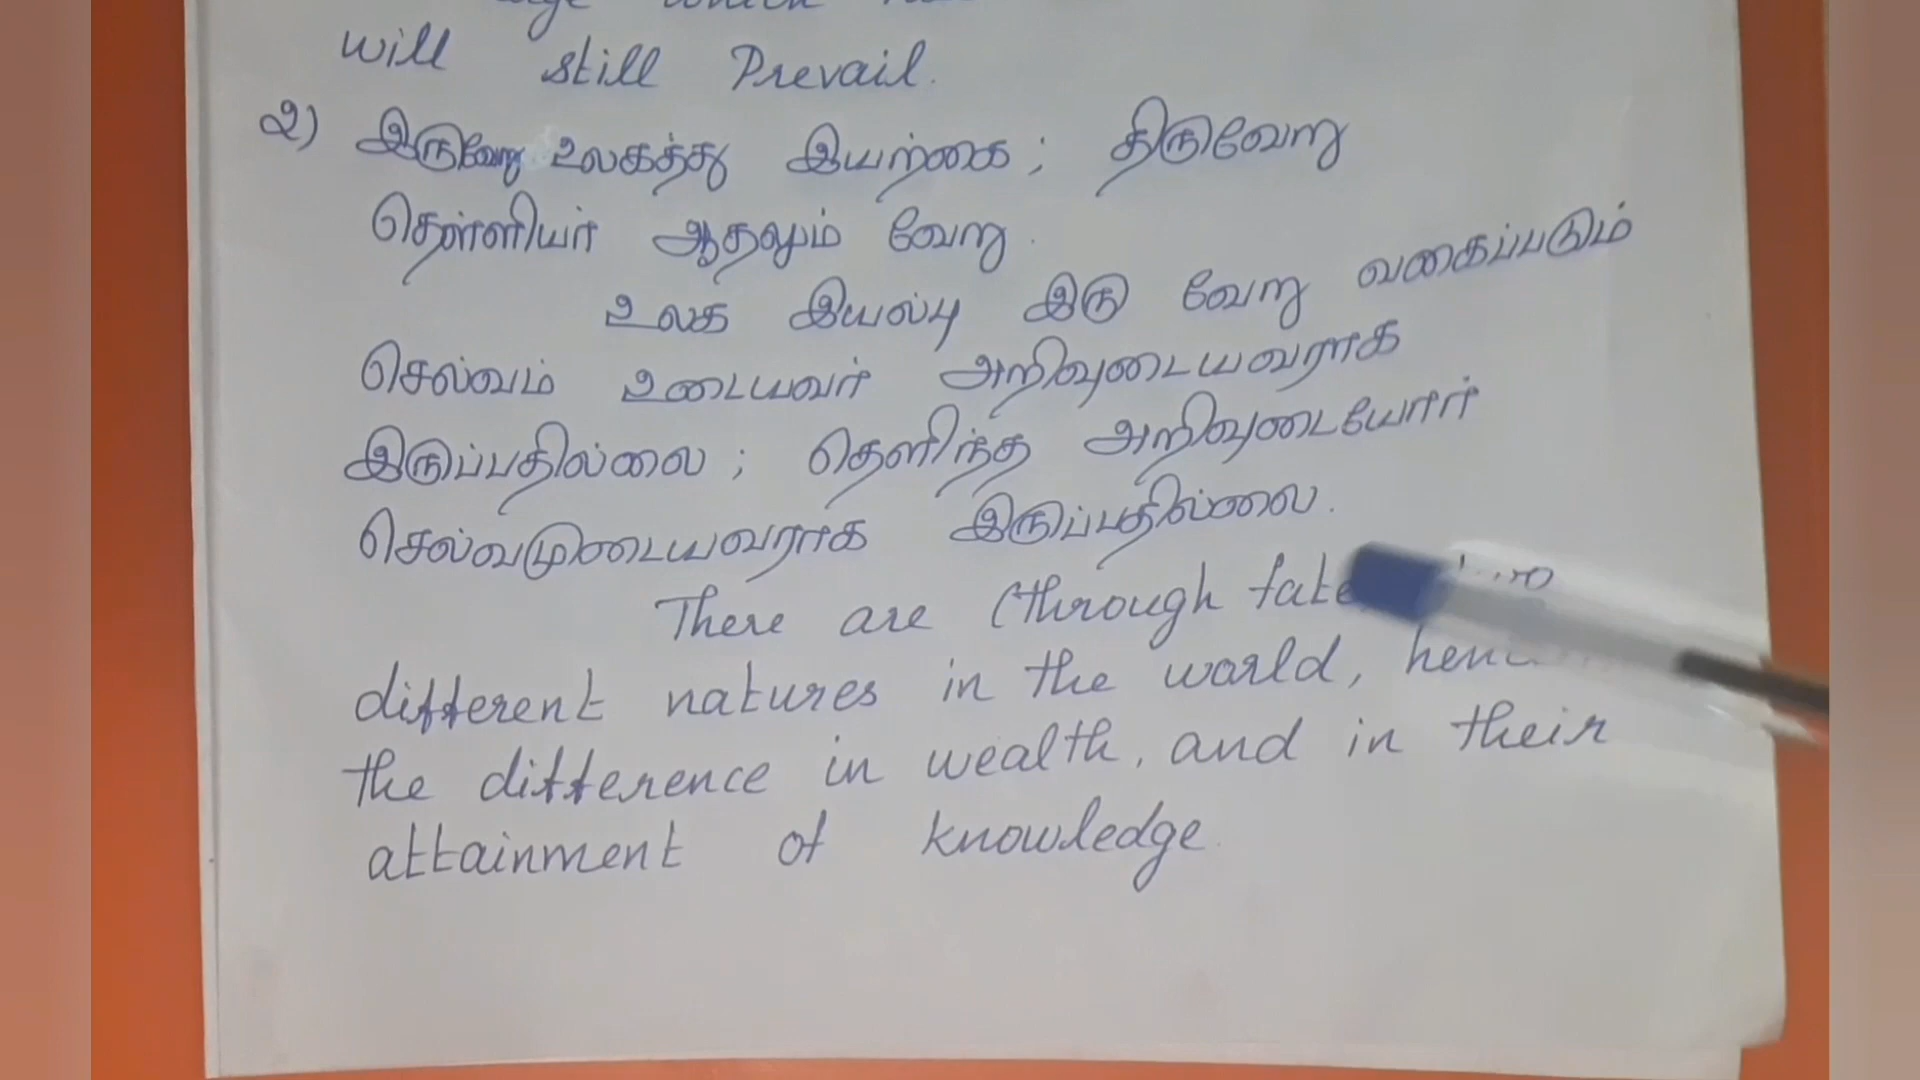 which
will still Prevail.
௨) இருவேறு உலகத்து இயற்கை; திருவேறு
தெள்ளியர் ஆதலும் வேறு.
உலக இயல்பு இரு வேறு வகைப்படும்
செல்வம் உடையவர் அறிவுடையவராக
இருப்பதில்லை; தெளிந்த அறிவுடையோர்
செல்வமுடையவராக இருப்பதில்லை.
There are (through fate
different natures in the world,
the difference in wealth, and in their
attainment of knowledge.